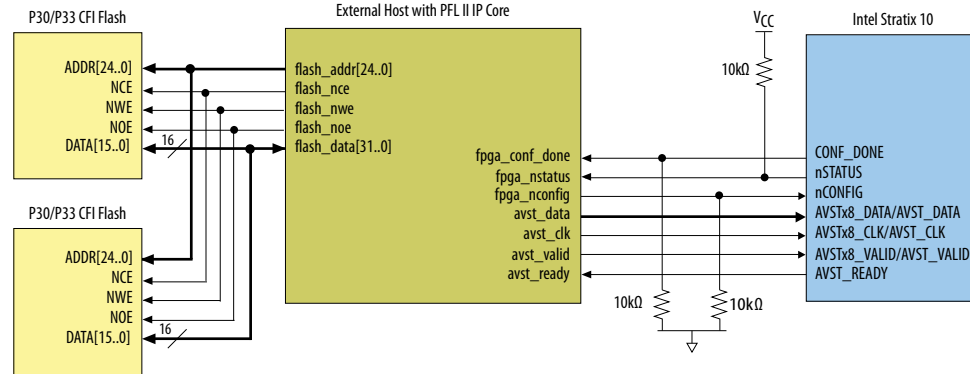 P30/P33 CFI Flash
ADDR[24..0]
NCE
NWE
NOE
DATA[15..0]
16
P30/P33 CFI Flash
ADDR[24..0]
NCE
NWE
NOE
DATA[15..0]
16
External Host with PFL II IP Core
flash_addr[24..0]
flash_nce
flash_nwe
flash_noe
flash_data[31..0]
fpga_conf_done
fpga_nstatus
fpga_nconfig
avst_data
avst_clk
avst_valid
avst_ready
VCC
10kΩ
10kΩ
10kΩ
Intel Stratix 10
CONF_DONE
nSTATUS
nCONFIG
AVSTx8_DATA/AVST_DATA
AVSTx8_CLK/AVST_CLK
AVSTx8_VALID/AVST_VALID
AVST_READY